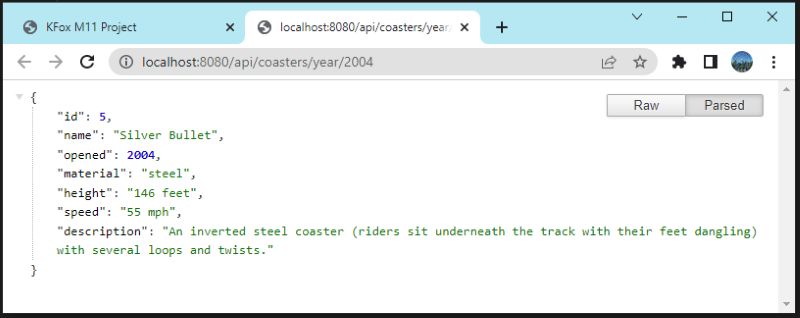 KFox M11 Project
localhost:8080/api/coasters/year/
localhost:8080/api/coasters/year/2004
Raw
Parsed
{
"id": 5,
"name": "Silver Bullet",
"opened": 2004,
"material": "steel",
"height": "146 feet",
"speed": "55 mph",
"description": "An inverted steel coaster (riders sit underneath the track with their feet dangling)
with several loops and twists."
}